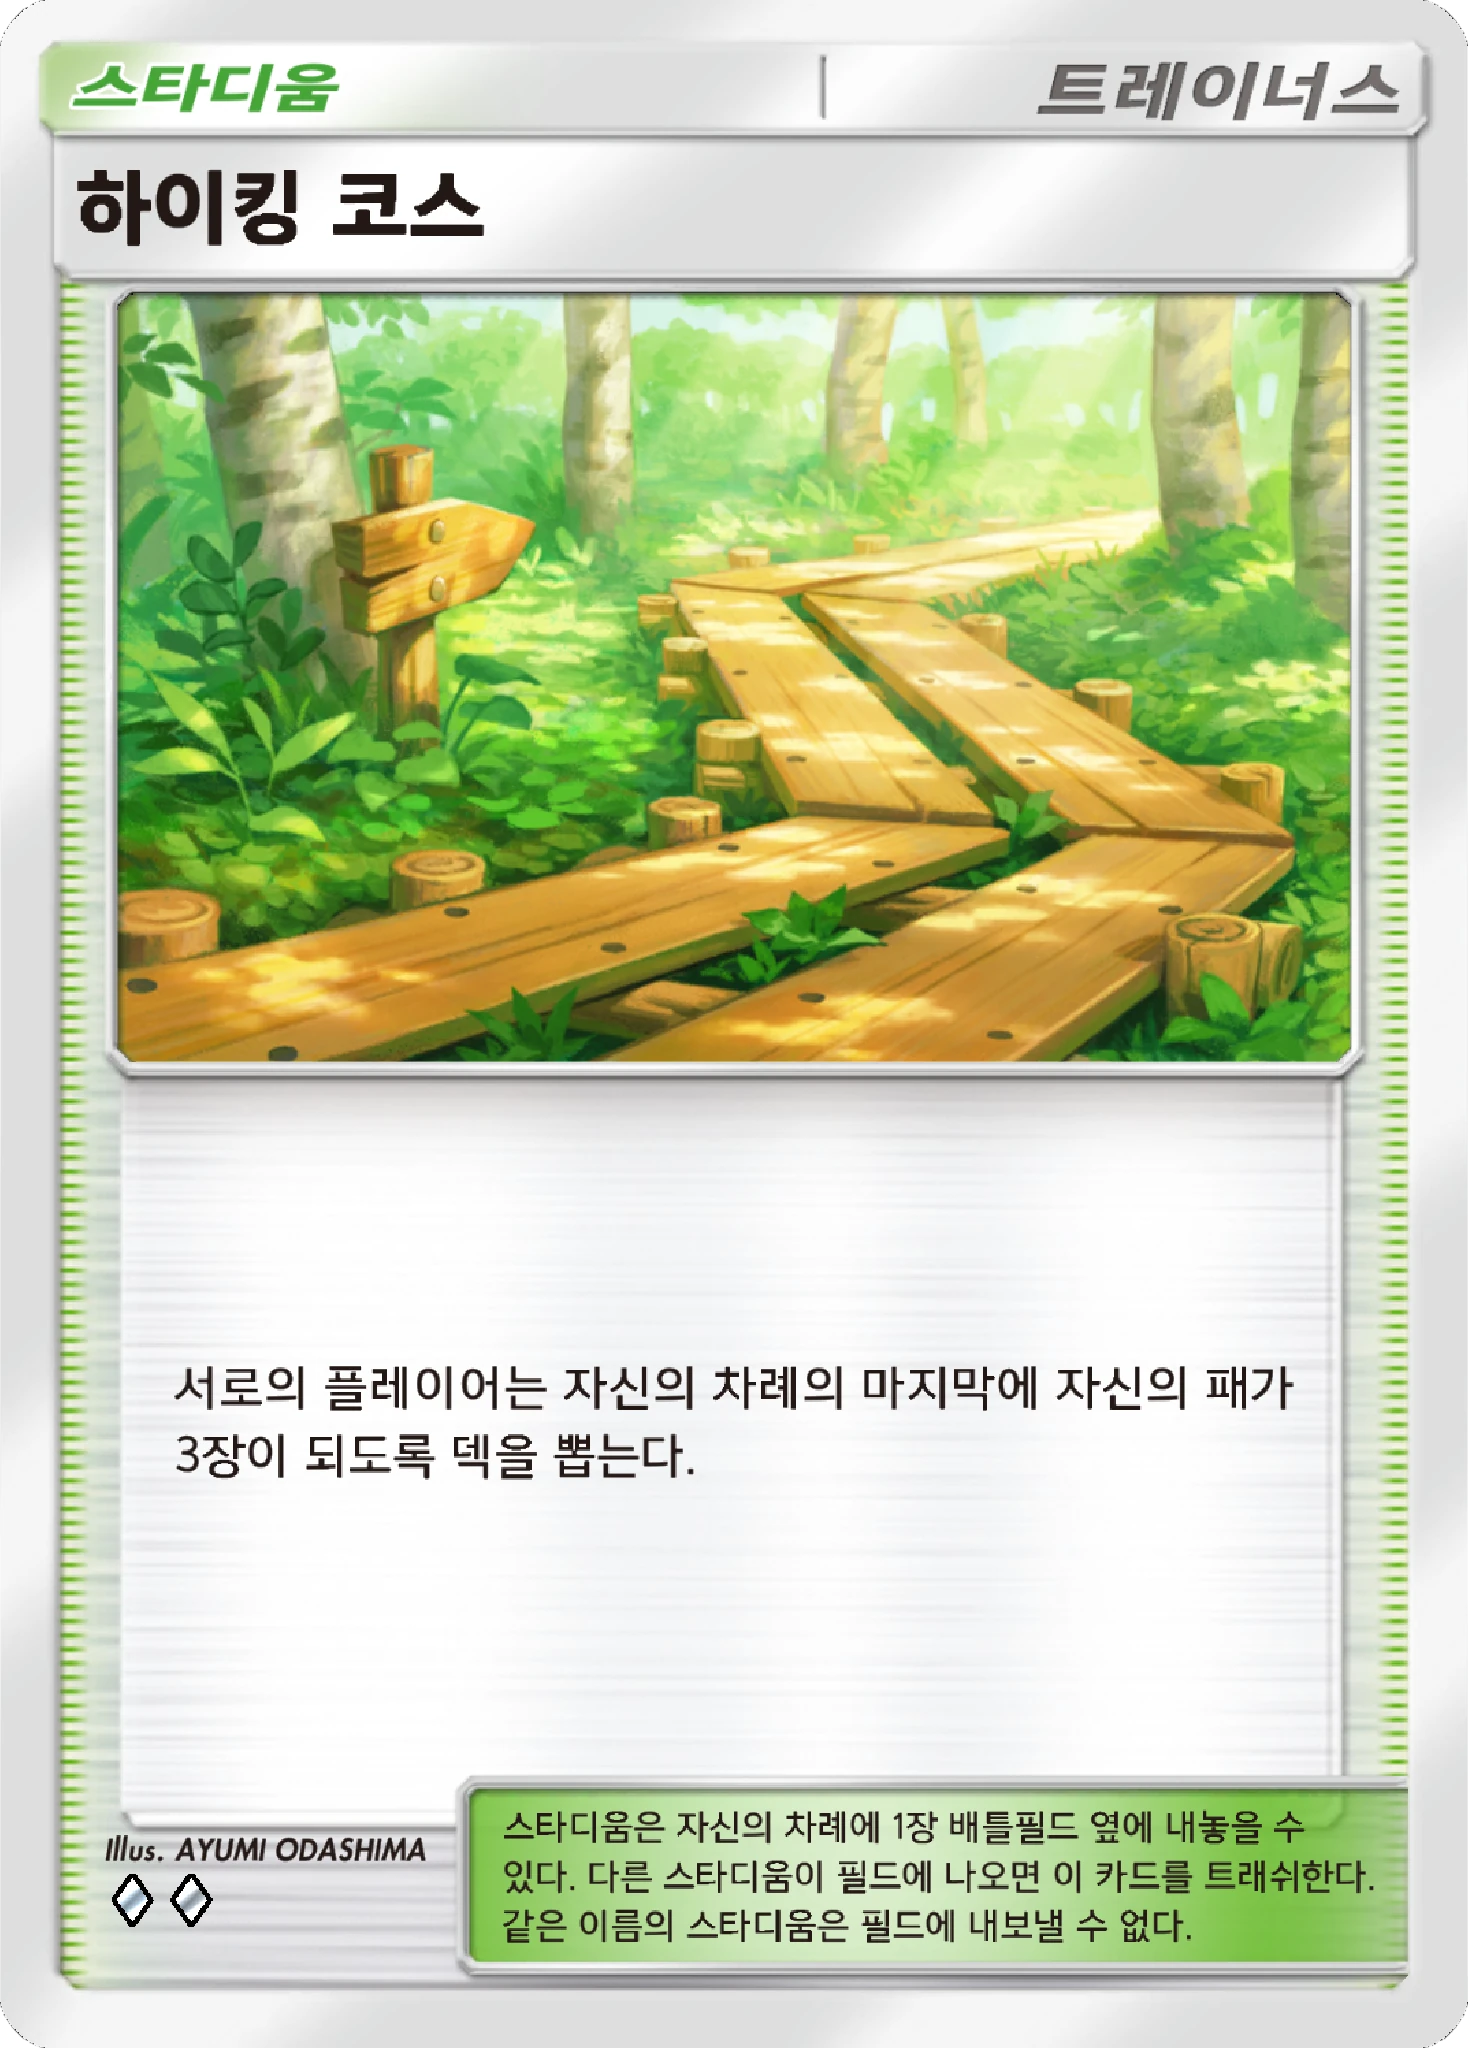 스타디움
트레이너스
하이킹 코스
서로의 플레이어는 자신의 차례의 마지막에 자신의 패가
3장이 되도록 덱을 뽑는다.
Illus. AYUMI ODASHIMA
스타디움은 자신의 차례에 1장 배틀필드 옆에 내놓을 수
있다. 다른 스타디움이 필드에 나오면 이 카드를 트래쉬한다.
같은 이름의 스타디움은 필드에 내보낼 수 없다.